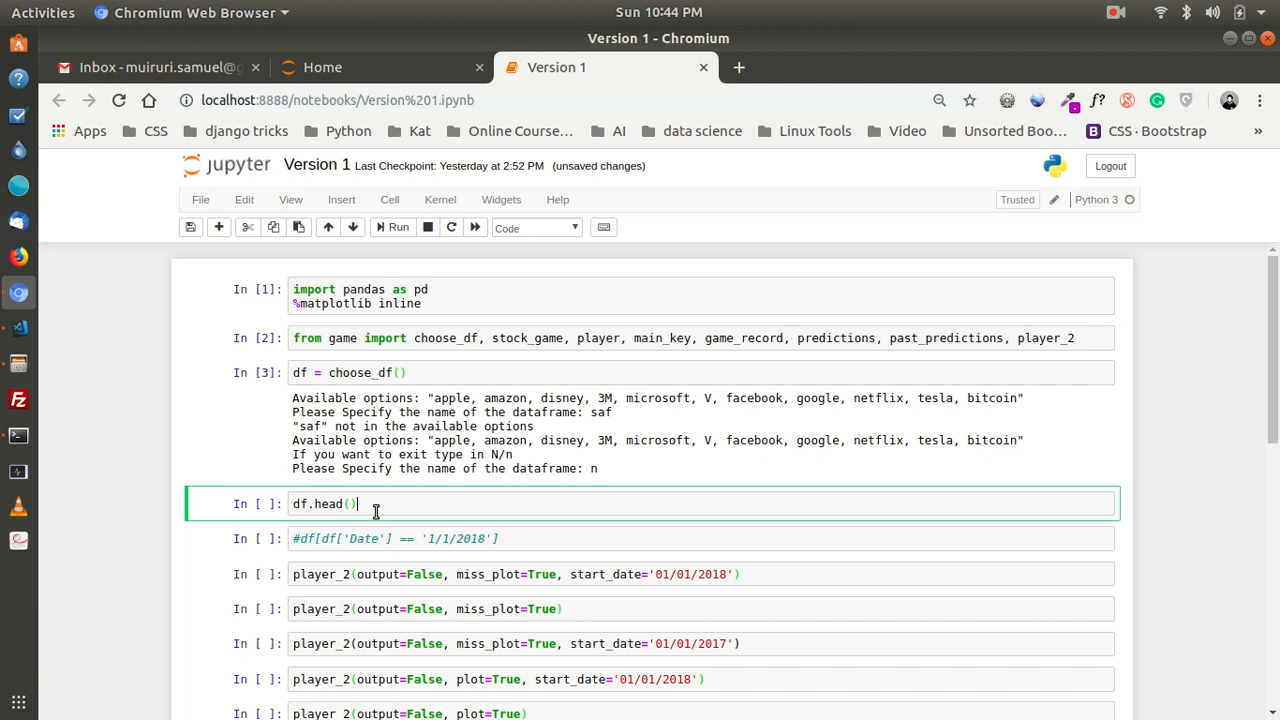 Activities Chromium Web Browser Sun 10:44 PM
Version 1 - Chromium
Inbox - muiruri.samuel@g Home Version 1
localhost:8888/notebooks/Version%201.ipynb f?
Apps CSS django tricks Python Kat Online Course... AI data science Linux Tools Video Unsorted Boo... B CSS · Bootstrap »
jupyter Version 1 Last Checkpoint: Yesterday at 2:52 PM (unsaved changes) Logout
File Edit View Insert Cell Kernel Widgets Help Trusted Python 3
Run Code
In [1]: import pandas as pd
%matplotlib inline
In [2]: from game import choose_df, stock_game, player, main_key, game_record, predictions, past_predictions, player_2
In [3]: df = choose_df()
Available options: "apple, amazon, disney, 3M, microsoft, V, facebook, google, netflix, tesla, bitcoin"
Please Specify the name of the dataframe: saf
"saf" not in the available options
Available options: "apple, amazon, disney, 3M, microsoft, V, facebook, google, netflix, tesla, bitcoin"
If you want to exit type in N/n
Please Specify the name of the dataframe: n
In [ ]: df.head()
In [ ]: #df[df['Date'] == '1/1/2018']
In [ ]: player_2(output=False, miss_plot=True, start_date='01/01/2018')
In [ ]: player_2(output=False, miss_plot=True)
In [ ]: player_2(output=False, miss_plot=True, start_date='01/01/2017')
In [ ]: player_2(output=False, plot=True, start_date='01/01/2018')
In [ ]: player_2(output=False, plot=True)
Fz